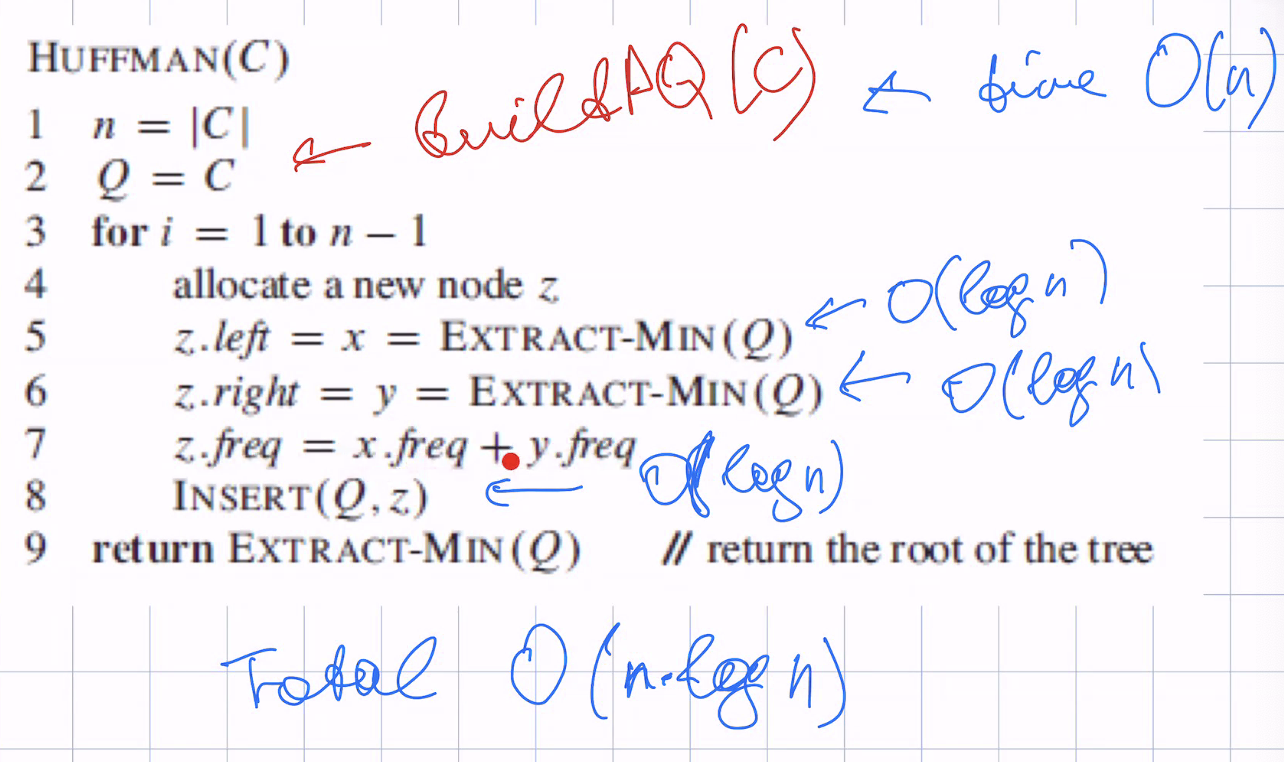 HUFFMAN(C)
1 n = |C| ← BuildPQ(C) ← time O(n)
2 Q = C
3 for i = 1 to n − 1
4 allocate a new node z
5 z.left = x = EXTRACT-MIN(Q) ← O(log n)
6 z.right = y = EXTRACT-MIN(Q) ← O(log n)
7 z.freq = x.freq + y.freq
8 INSERT(Q, z) ← O(log n)
9 return EXTRACT-MIN(Q) // return the root of the tree
Total O(n·log n)